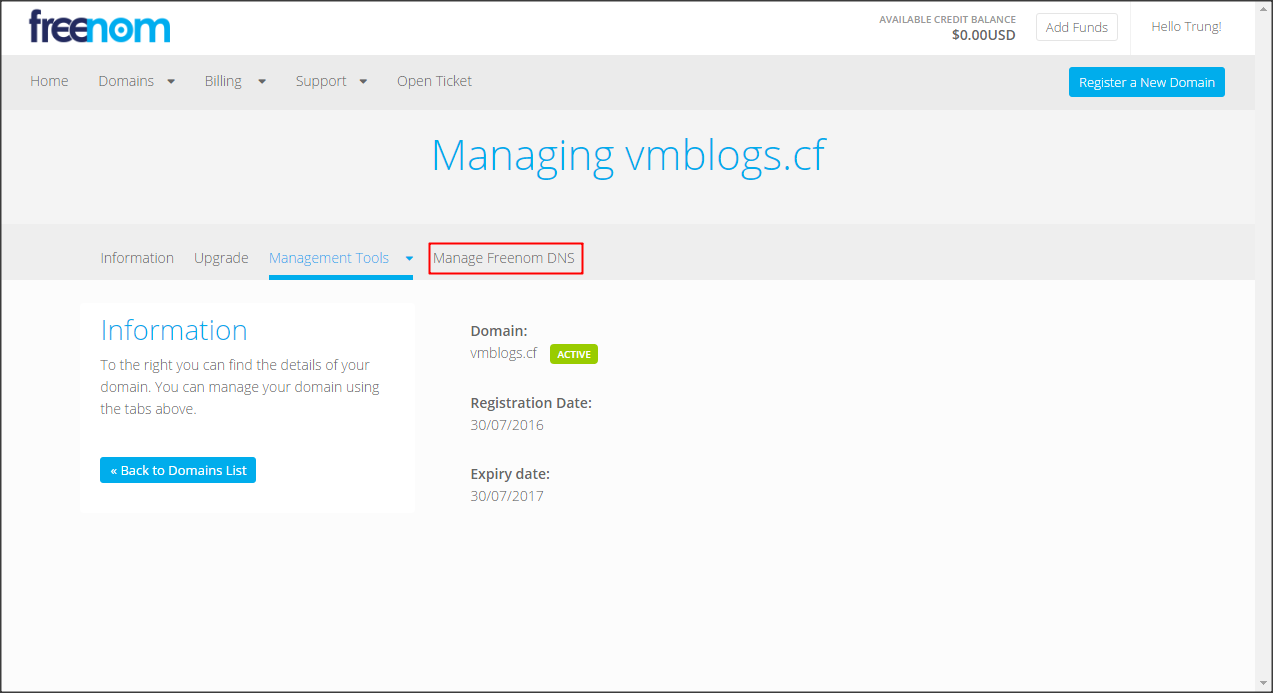 freenom
AVAILABLE CREDIT BALANCE
$0.00USD
Add Funds
Hello Trung!
Home
Domains
Billing
Support
Open Ticket
Register a New Domain
Managing vmblogs.cf
Information
Upgrade
Management Tools
Manage Freenom DNS
Information
To the right you can find the details of your
domain. You can manage your domain using
the tabs above.
« Back to Domains List
Domain:
vmblogs.cf ACTIVE
Registration Date:
30/07/2016
Expiry date:
30/07/2017